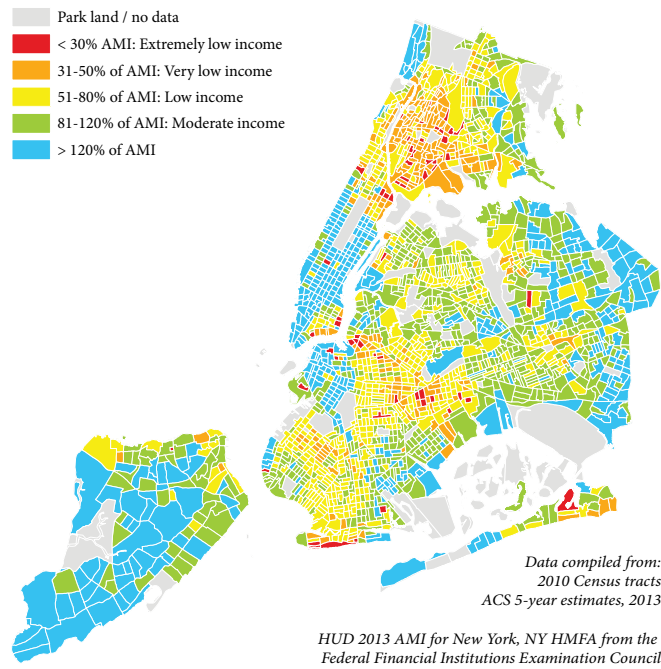 Park land / no data
< 30% AMI: Extremely low income
31-50% of AMI: Very low income
51-80% of AMI: Low income
81-120% of AMI: Moderate income
> 120% of AMI
Data compiled from:
2010 Census tracts
ACS 5-year estimates, 2013
HUD 2013 AMI for New York, NY HMFA from the
Federal Financial Institutions Examination Council